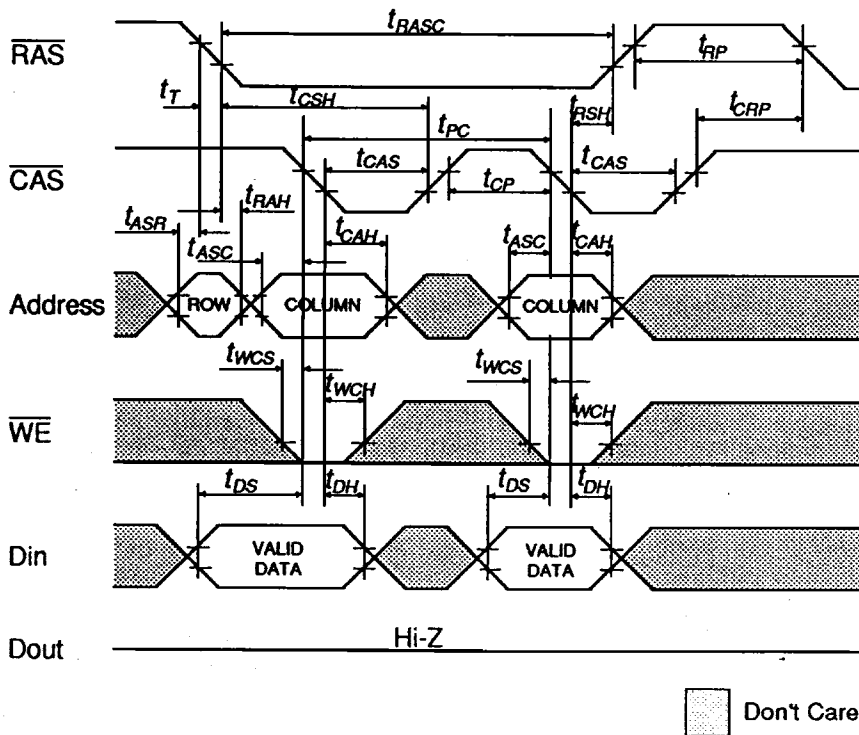 RAS
tRASC
tRP
tT
tCSH
tRSH
tCRP
tPC
CAS
tCAS
tCP
tCAS
tRAH
tASR
tASC
tCAH
tASC
tCAH
Address
ROW
COLUMN
COLUMN
tWCS
tWCH
tWCS
tWCH
WE
tDS
tDH
tDS
tDH
Din
VALID
DATA
VALID
DATA
Hi-Z
Dout
Don't Care